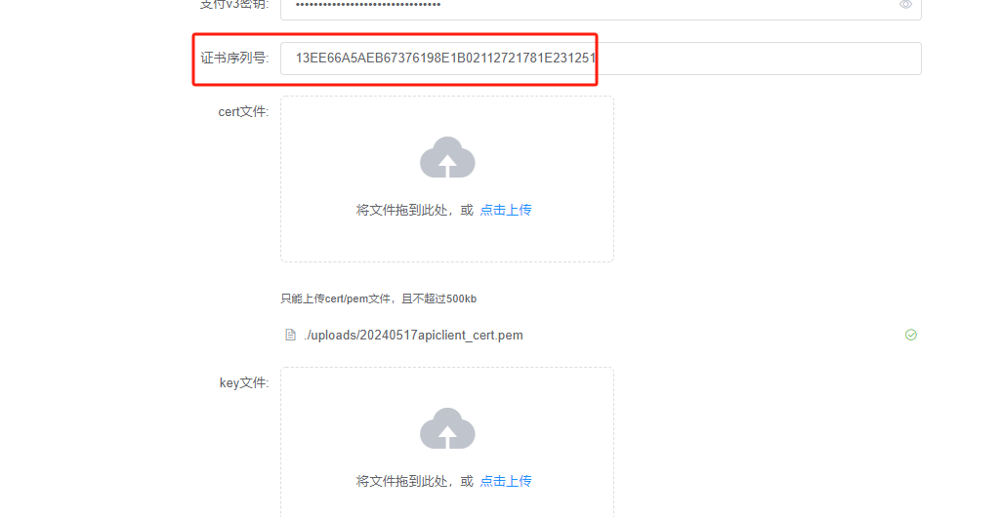 支付v3密钥: ••••••••••••••••••••••••••••••••
证书序列号: 13EE66A5AEB67376198E1B02112721781E231251
cert文件:
将文件拖到此处，或 点击上传
只能上传cert/pem文件，且不超过500kb
./uploads/20240517apiclient_cert.pem
key文件:
将文件拖到此处，或 点击上传